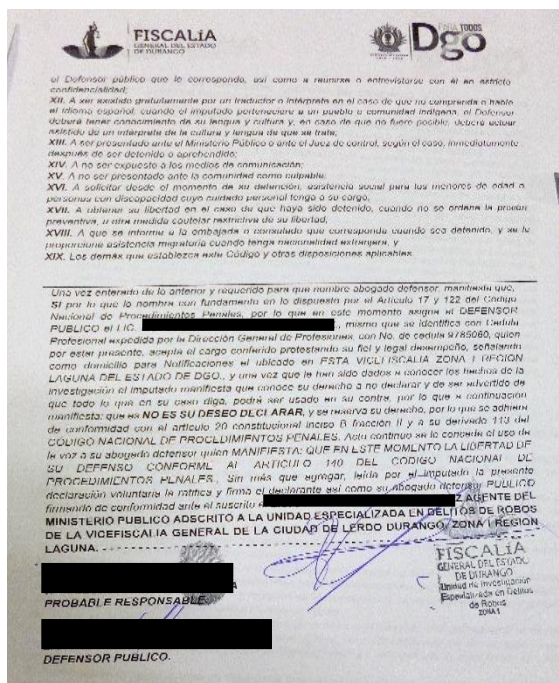 FISCALÍA
GENERAL DEL ESTADO
DE DURANGO
PARA TODOS
Dgo
el Defensor público que le corresponda, así como a reunirse o entrevistarse con él en estricto
confidencialidad;
XII. A ser asistido gratuitamente por un traductor o intérprete en el caso de que no comprenda o hable
el idioma español; cuando el imputado perteneciere a un pueblo o comunidad indígena, el Defensor
deberá tener conocimiento de su lengua y cultura y, en caso de que no fuere posible, deberá actuar
asistido de un intérprete de la cultura y lengua de que se trate;
XIII. A ser presentado ante el Ministerio Público o ante el Juez de control, según el caso, inmediatamente
después de ser detenido o aprehendido;
XIV. A no ser expuesto a los medios de comunicación;
XV. A no ser presentado ante la comunidad como culpable;
XVI. A solicitar desde el momento de su detención, asistencia social para los menores de edad o
personas con discapacidad cuyo cuidado personal tenga a su cargo;
XVII. A obtener su libertad en el caso de que haya sido detenido, cuando no se ordene la prisión
preventiva, u otra medida cautelar restrictiva de su libertad;
XVIII. A que se informe a la embajada o consulado que corresponda cuando sea detenido, y se le
proporcione asistencia migratoria cuando tenga nacionalidad extranjera, y
XIX. Los demás que establezca este Código y otras disposiciones aplicables.
Una vez enterado de lo anterior y requerido para que nombre abogado defensor, manifiesta que,
SI por lo que lo nombra con fundamento en lo dispuesto por el Artículo 17 y 122 del Código
Nacional de Procedimientos Penales, por lo que en este momento asigna al DEFENSOR
PUBLICO el LIC. , mismo que se identifica con Cedula
Profesional expedida por la Dirección General de Profesiones, con No. de cedula 9785060, quien
por estar presente, acepta el cargo conferido protestando su fiel y legal desempeño, señalando
como domicilio para Notificaciones el ubicado en ESTA VICEFISCALIA ZONA I REGION
LAGUNA DEL ESTADO DE DGO., y una vez que le han sido dados a conocer los hechos de la
investigación el Imputado manifiesta que conoce su derecho a no declarar y de ser advertido de
que todo lo que en su caso diga, podrá ser usado en su contra, por lo que a continuación
manifiesta: que es NO ES SU DESEO DECLARAR, y se reserva su derecho, por lo que se adhiere
de conformidad con el artículo 20 constitucional inciso B fracción II y a su derivado 113 del
CÓDIGO NACIONAL DE PROCEDIMIENTOS PENALES. Acto continuo se le concede el uso de
la voz a su abogado defensor quien MANIFIESTA: QUE EN ESTE MOMENTO LA LIBERTAD DE
SU DEFENSO CONFORME AL ARTICULO 140 DEL CODIGO NACIONAL DE
PROCEDIMIENTOS PENALES. Sin más que agregar, leída por el imputado la presente
declaración voluntaria la ratifica y firma el declarante así como su abogado defensor PUBLICO
firmando de conformidad ante el suscrito Z AGENTE DEL
MINISTERIO PUBLICO ADSCRITO A LA UNIDAD ESPECIALIZADA EN DELITOS DE ROBOS
DE LA VICEFISCALIA GENERAL DE LA CIUDAD DE LERDO DURANGO, ZONA I REGION
LAGUNA.
FISCALÍA
GENERAL DEL ESTADO
DE DURANGO
Unidad de Investigación
Especializada en Delitos
de Robos
ZONA 1
A
PROBABLE RESPONSABLE
DEFENSOR PUBLICO.